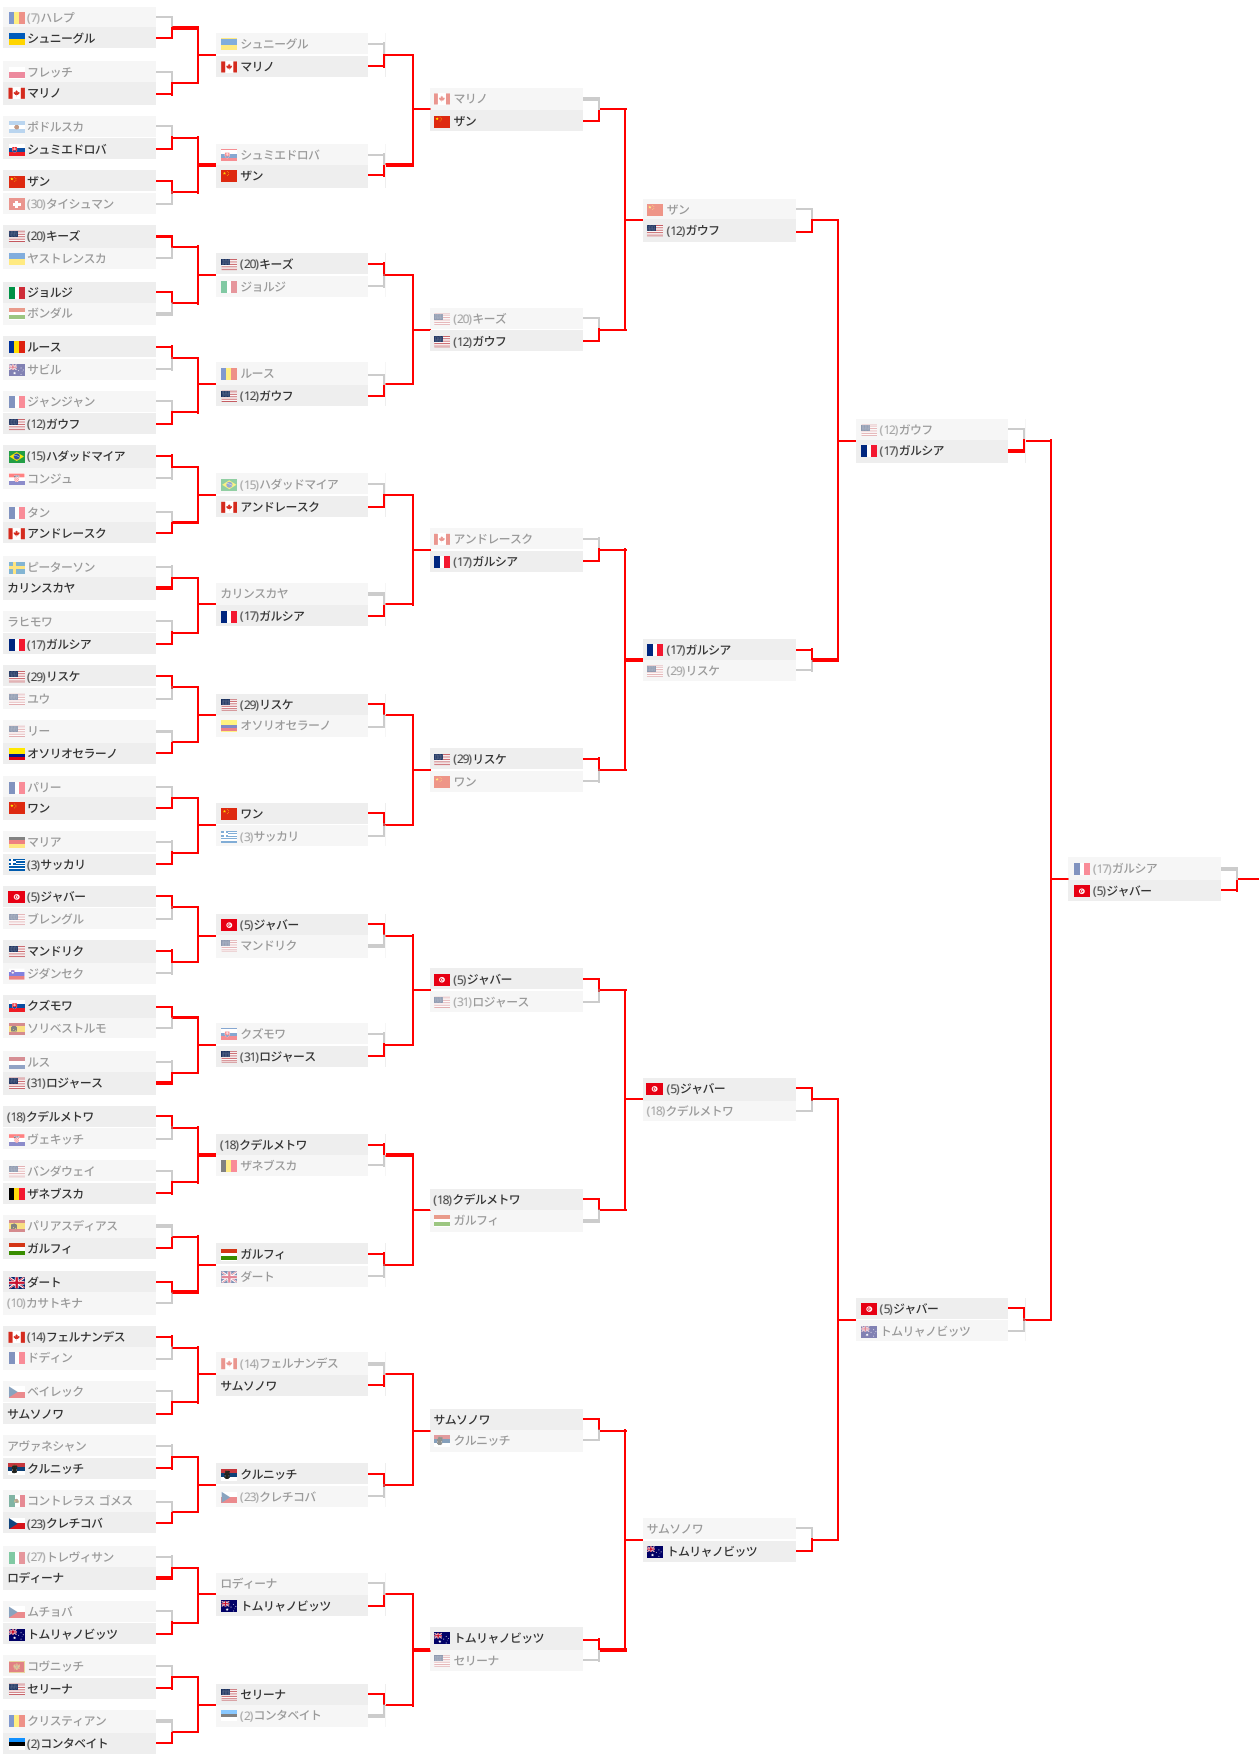 (7)ハレプ
シュニーグル
フレッチ
マリノ
ポドルスカ
シュミエドロバ
ザン
(30)タイシュマン
(20)キーズ
ヤストレンスカ
ジョルジ
ボンダル
ルース
サビル
ジャンジャン
(12)ガウフ
(15)ハダッドマイア
コンジュ
タン
アンドレースク
ピーターソン
カリンスカヤ
ラヒモワ
(17)ガルシア
(29)リスケ
ユウ
リー
オソリオセラーノ
パリー
ワン
マリア
(3)サッカリ
(5)ジャバー
ブレングル
マンドリク
ジダンセク
クズモワ
ソリベストルモ
ルス
(31)ロジャース
(18)クデルメトワ
ヴェキッチ
バンダウェイ
ザネブスカ
パリアスディアス
ガルフィ
ダート
(10)カサトキナ
(14)フェルナンデス
ドディン
ベイレック
サムソノワ
アヴァネシャン
クルニッチ
コントレラス ゴメス
(23)クレチコバ
(27)トレヴィサン
ロディーナ
ムチョバ
トムリャノビッツ
コヴニッチ
セリーナ
クリスティアン
(2)コンタベイト
シュニーグル
マリノ
シュミエドロバ
ザン
(20)キーズ
ジョルジ
ルース
(12)ガウフ
(15)ハダッドマイア
アンドレースク
カリンスカヤ
(17)ガルシア
(29)リスケ
オソリオセラーノ
ワン
(3)サッカリ
(5)ジャバー
マンドリク
クズモワ
(31)ロジャース
(18)クデルメトワ
ザネブスカ
ガルフィ
ダート
(14)フェルナンデス
サムソノワ
クルニッチ
(23)クレチコバ
ロディーナ
トムリャノビッツ
セリーナ
(2)コンタベイト
マリノ
ザン
(20)キーズ
(12)ガウフ
アンドレースク
(17)ガルシア
(29)リスケ
ワン
(5)ジャバー
(31)ロジャース
(18)クデルメトワ
ガルフィ
サムソノワ
クルニッチ
トムリャノビッツ
セリーナ
ザン
(12)ガウフ
(17)ガルシア
(29)リスケ
(5)ジャバー
(18)クデルメトワ
サムソノワ
トムリャノビッツ
(12)ガウフ
(17)ガルシア
(5)ジャバー
トムリャノビッツ
(17)ガルシア
(5)ジャバー